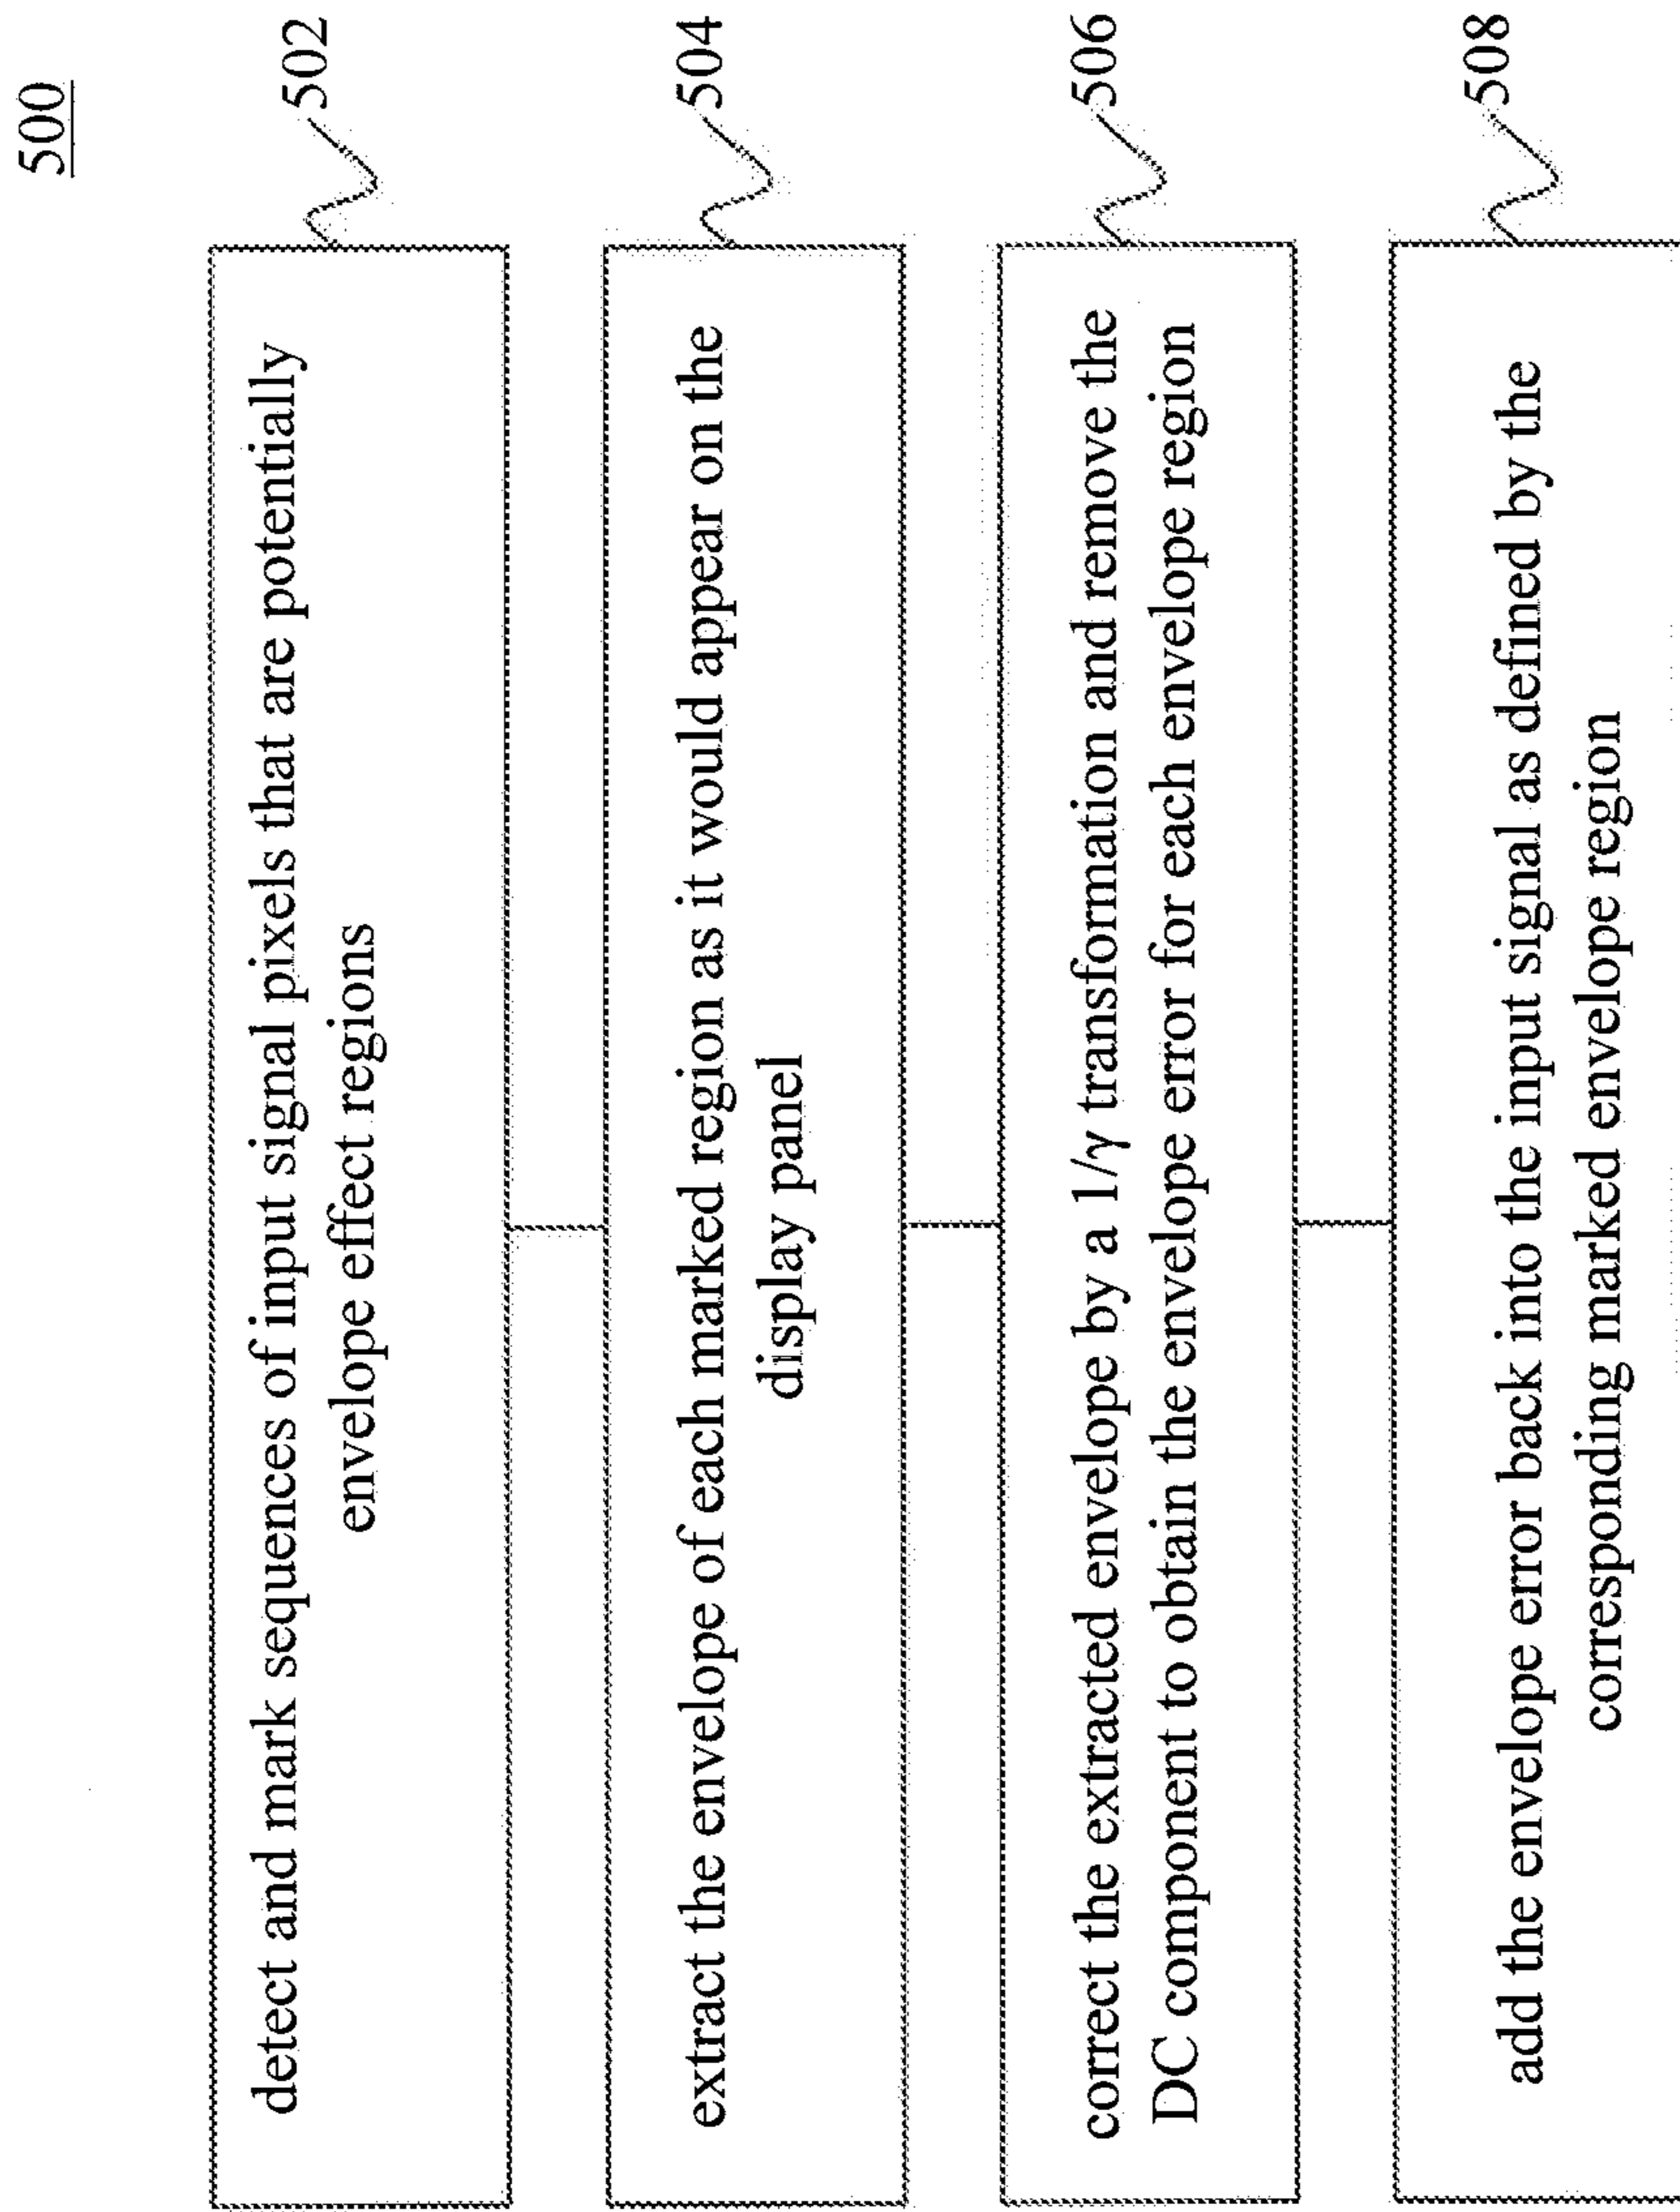 500
detect and mark sequences of input signal pixels that are potentially
envelope effect regions
502
extract the envelope of each marked region as it would appear on the
display panel
504
correct the extracted envelope by a 1/γ transformation and remove the
DC component to obtain the envelope error for each envelope region
506
add the envelope error back into the input signal as defined by the
corresponding marked envelope region
508